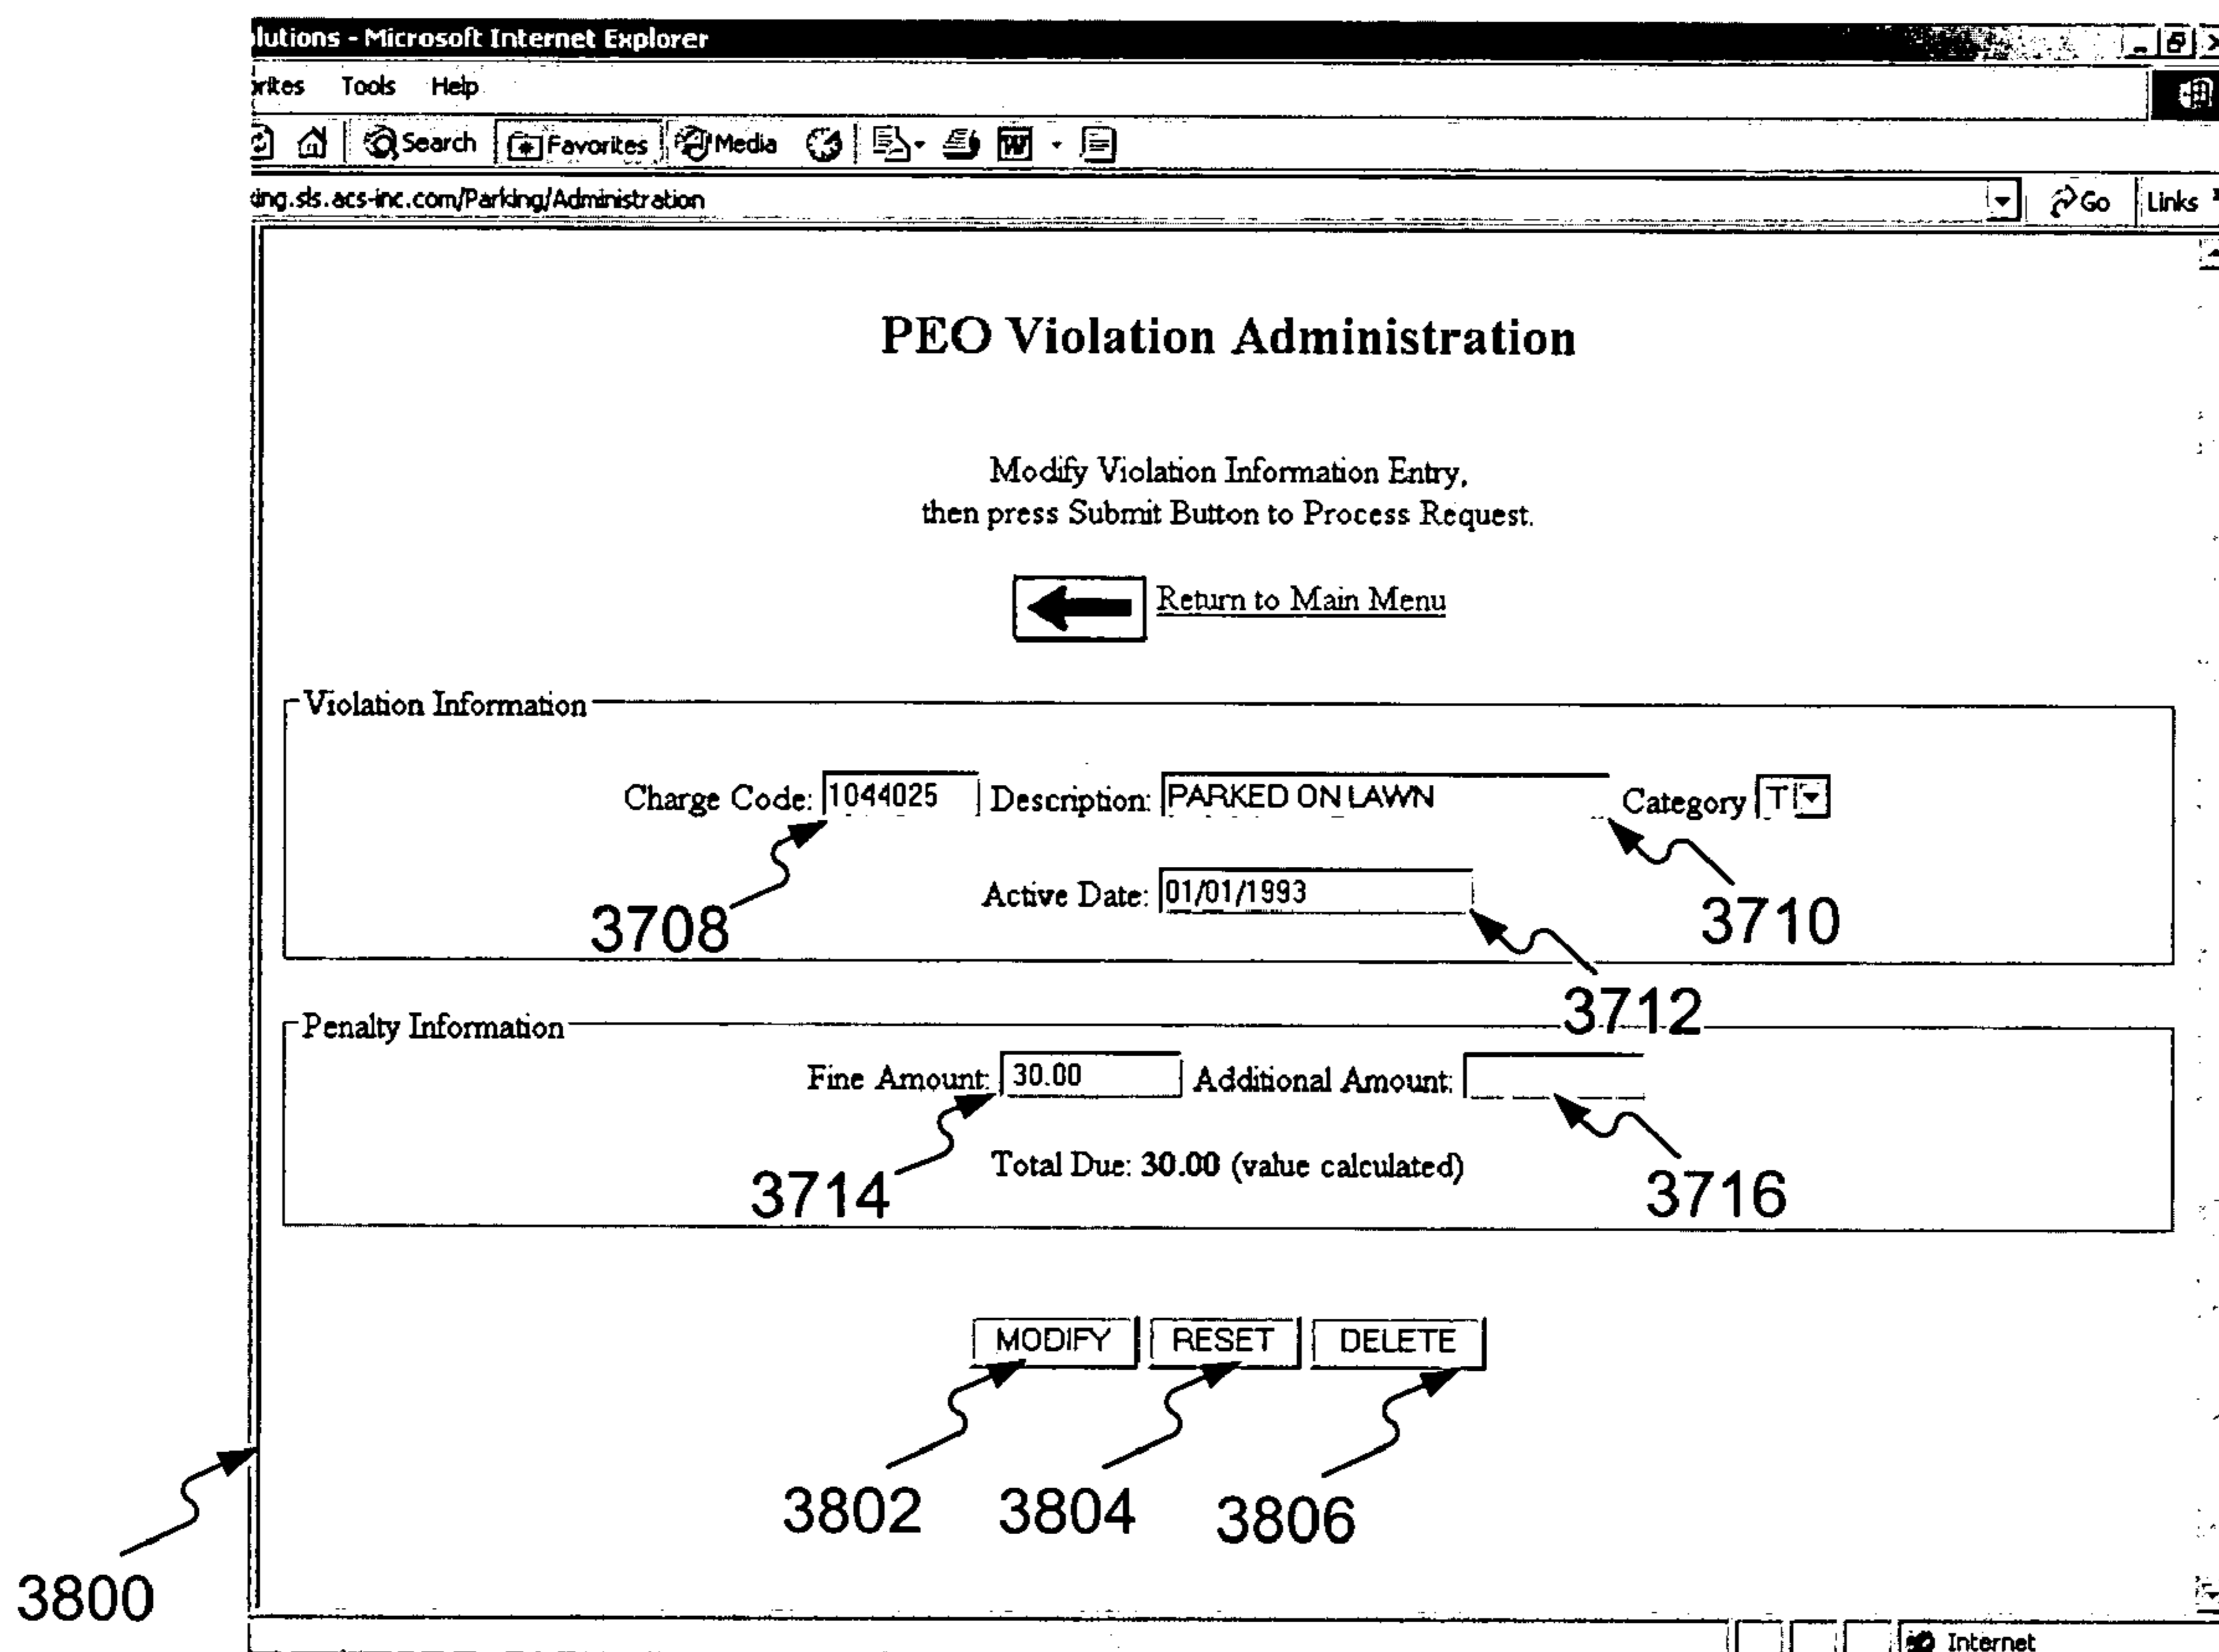 lutions - Microsoft Internet Explorer
Tools Help
Search Favorites Media
.sls.acs-inc.com/Parking/Administration Go Links
PEO Violation Administration
Modify Violation Information Entry,
then press Submit Button to Process Request.
Return to Main Menu
Violation Information
Charge Code: 1044025 Description: PARKED ON LAWN Category T
Active Date: 01/01/1993
3708 3710
3712
Penalty Information
Fine Amount: 30.00 Additional Amount:
Total Due: 30.00 (value calculated)
3714 3716
MODIFY RESET DELETE
3802 3804 3806
3800
Internet